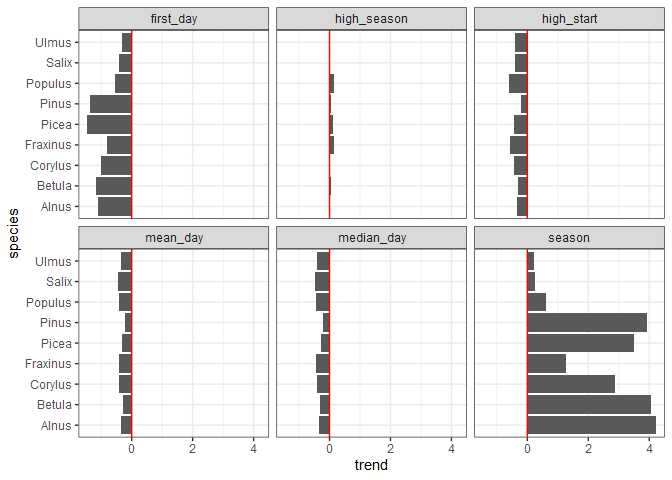 first_day high_season high_start
Ulmus
Salix
Populus
Pinus
Picea
Fraxinus
Corylus
Betula
Alnus
species
mean_day median_day season
Ulmus
Salix
Populus
Pinus
Picea
Fraxinus
Corylus
Betula
Alnus
0 2 4 0 2 4 0 2 4
trend